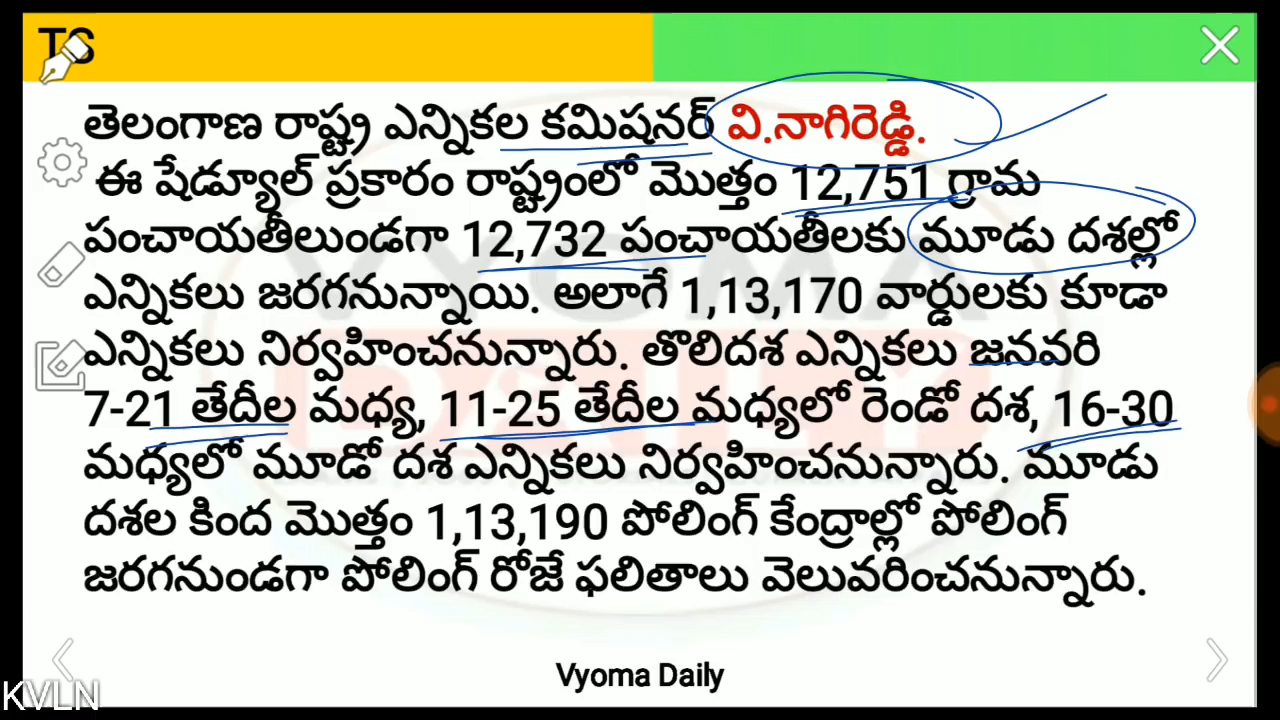 TS
తెలంగాణ రాష్ట్ర ఎన్నికల కమిషనర్ వి.నాగిరెడ్డి.
ఈ షేడ్యూల్ ప్రకారం రాష్ట్రంలో మొత్తం 12,751 గ్రామ
పంచాయతీలుండగా 12,732 పంచాయతీలకు మూడు దశల్లో
ఎన్నికలు జరగనున్నాయి. అలాగే 1,13,170 వార్డులకు కూడా
ఎన్నికలు నిర్వహించనున్నారు. తొలిదశ ఎన్నికలు జనవరి
7-21 తేదీల మధ్య, 11-25 తేదీల మధ్యలో రెండో దశ, 16-30
మధ్యలో మూడో దశ ఎన్నికలు నిర్వహించనున్నారు. మూడు
దశల కింద మొత్తం 1,13,190 పోలింగ్ కేంద్రాల్లో పోలింగ్
జరగనుండగా పోలింగ్ రోజే ఫలితాలు వెలువరించనున్నారు.
Vyoma Daily
KVLN